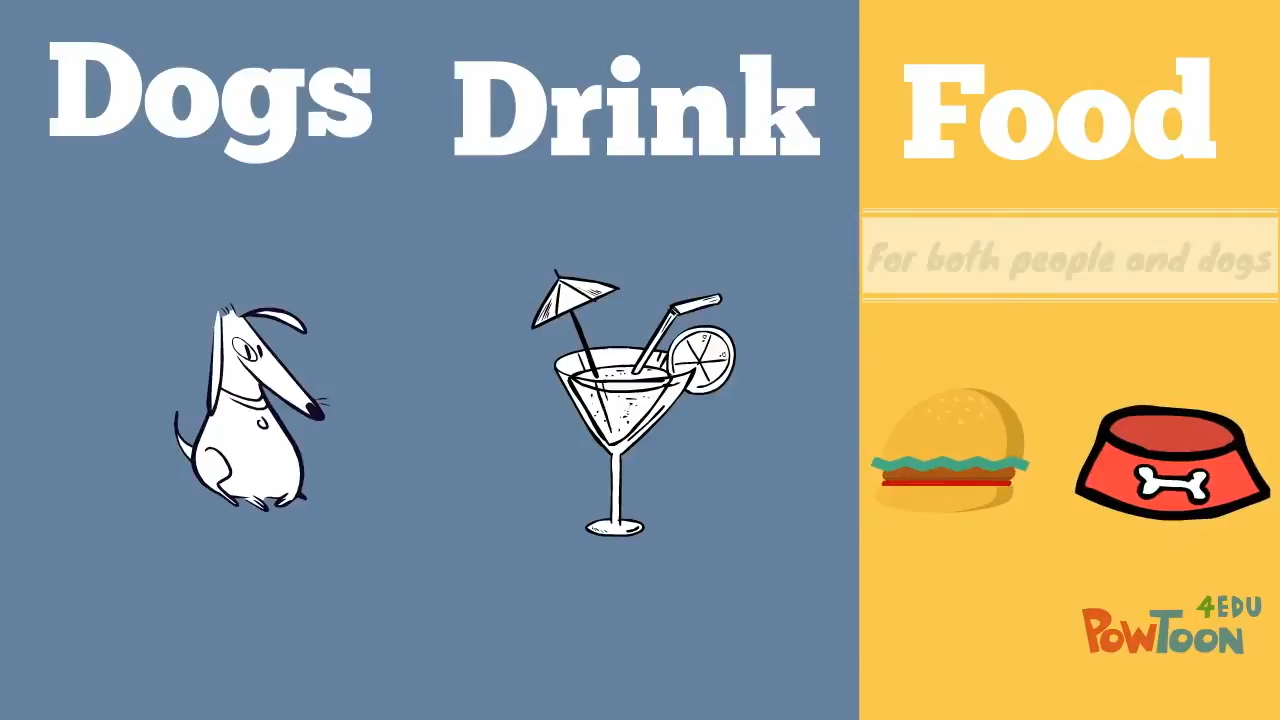 Dogs
Drink
Food
For both people and dogs
4EDU
POWTOON